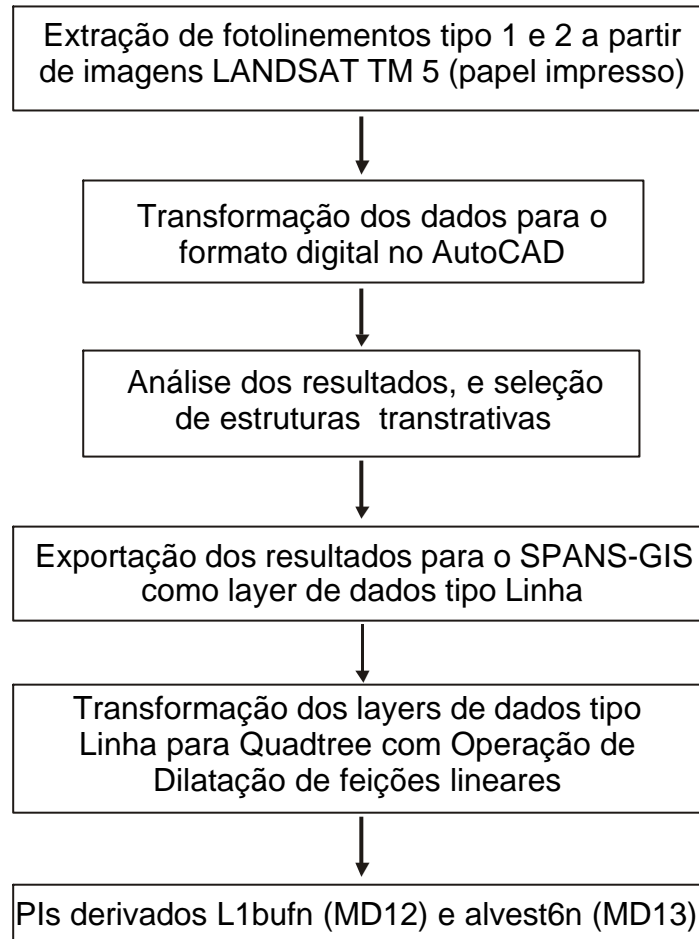 Extração de fotolinementos tipo 1 e 2 a partir
de imagens LANDSAT TM 5 (papel impresso)
Transformação dos dados para o
formato digital no AutoCAD
Análise dos resultados, e seleção
de estruturas transtrativas
Exportação dos resultados para o SPANS-GIS
como layer de dados tipo Linha
Transformação dos layers de dados tipo
Linha para Quadtree com Operação de
Dilatação de feições lineares
PIs derivados L1bufn (MD12) e alvest6n (MD13)